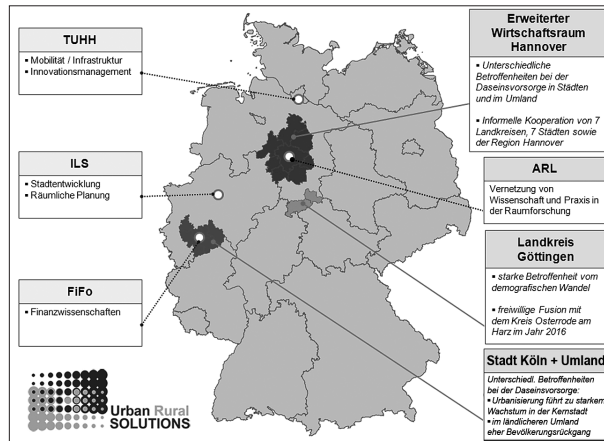 TUHH
▪ Mobilität / Infrastruktur
▪ Innovationsmanagement
ILS
▪ Stadtentwicklung
▪ Räumliche Planung
FiFo
▪ Finanzwissenschaften
Urban Rural
SOLUTIONS
Erweiterter
Wirtschaftsraum
Hannover
▪ Unterschiedliche
Betroffenheiten bei der
Daseinsvorsorge in Städten
und im Umland
▪ Informelle Kooperation von 7
Landkreisen, 7 Städten sowie
der Region Hannover
ARL
Vernetzung von
Wissenschaft und Praxis in
der Raumforschung
Landkreis
Göttingen
▪ starke Betroffenheit vom
demografischen Wandel
▪ freiwillige Fusion mit
dem Kreis Osterrode am
Harz im Jahr 2016
Stadt Köln + Umland
Unterschiedl. Betroffenheiten
bei der Daseinsvorsorge:
▪ Urbanisierung führt zu starkem
Wachstum in der Kernstadt
▪ im ländlichen Umland
eher Bevölkerungsrückgang